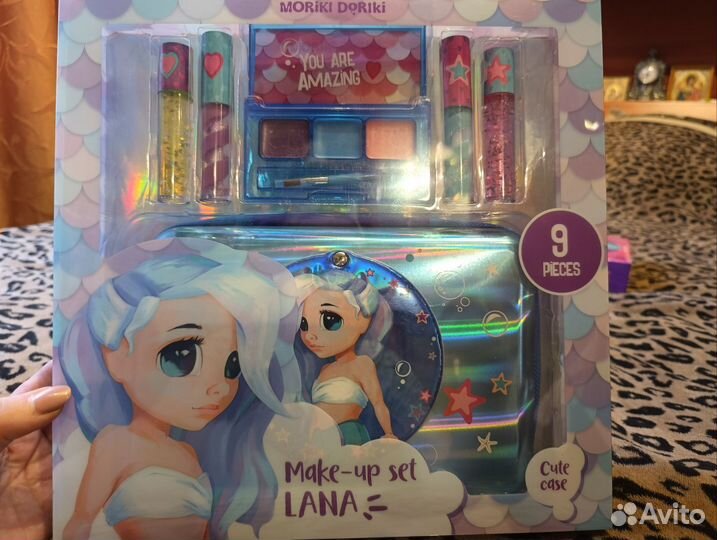 MORIKI DORIKI
YOU ARE
AMAZING
9
PIECES
Make-up set
LANA
Cute
case
Avito